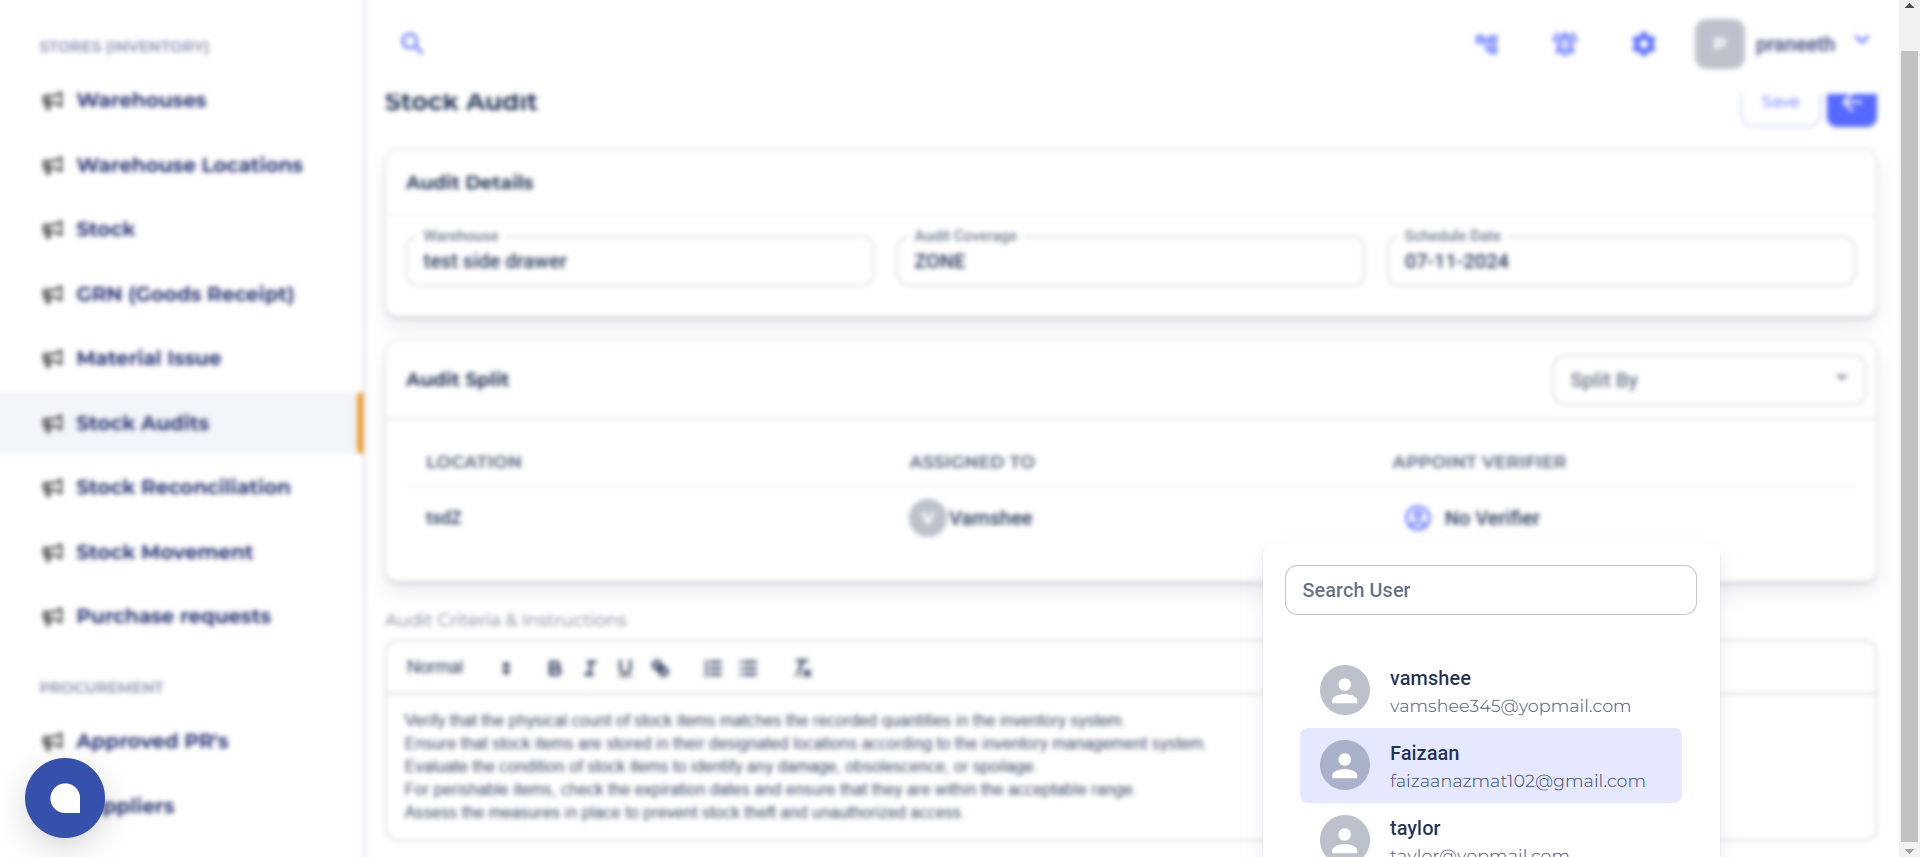 STORES (INVENTORY)
Warehouses
Warehouse Locations
Stock
GRN (Goods Receipt)
Material Issue
Stock Audits
Stock Reconciliation
Stock Movement
Purchase requests
PROCUREMENT
Approved PR's
ppliers
P
praneeth
Stock Audit
Save
Audit Details
Warehouse
test side drawer
Audit Coverage
ZONE
Schedule Date
07-11-2024
Audit Split
Split By
LOCATION
ASSIGNED TO
APPOINT VERIFIER
tsdZ
V
Vamshee
No Verifier
Audit Criteria & Instructions
Normal
Verify that the physical count of stock items matches the recorded quantities in the inventory system.
Ensure that stock items are stored in their designated locations according to the inventory management system.
Evaluate the condition of stock items to identify any damage, obsolescence, or spoilage.
For perishable items, check the expiration dates and ensure that they are within the acceptable range.
Assess the measures in place to prevent stock theft and unauthorized access.
Search User
vamshee
vamshee345@yopmail.com
Faizaan
faizaanazmat102@gmail.com
taylor
taylor@yopmail.com